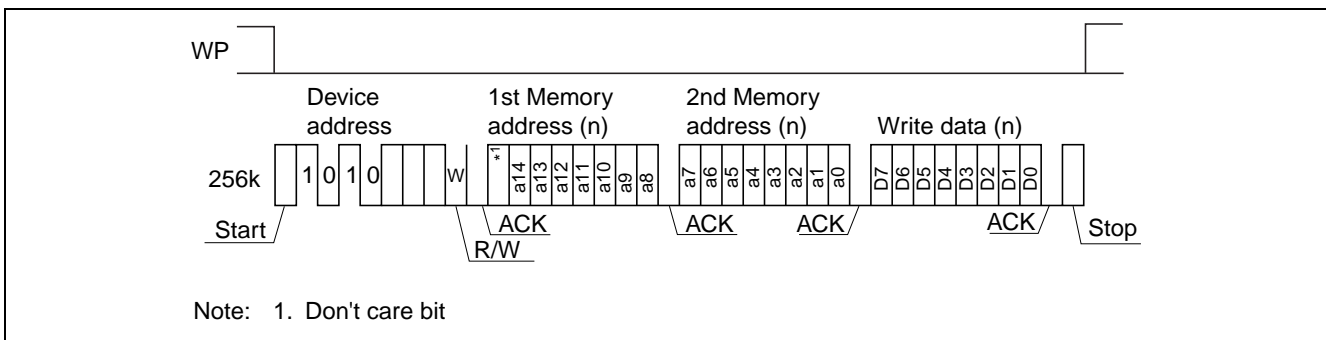 WP
Device
address
1st Memory
address (n)
2nd Memory
address (n)
Write data (n)
256k
1 0 1 0
W
*1 a14 a13 a12 a11 a10 a9 a8
a7 a6 a5 a4 a3 a2 a1 a0
D7 D6 D5 D4 D3 D2 D1 D0
Start
R/W
ACK
ACK
ACK
ACK
Stop
Note: 1. Don't care bit